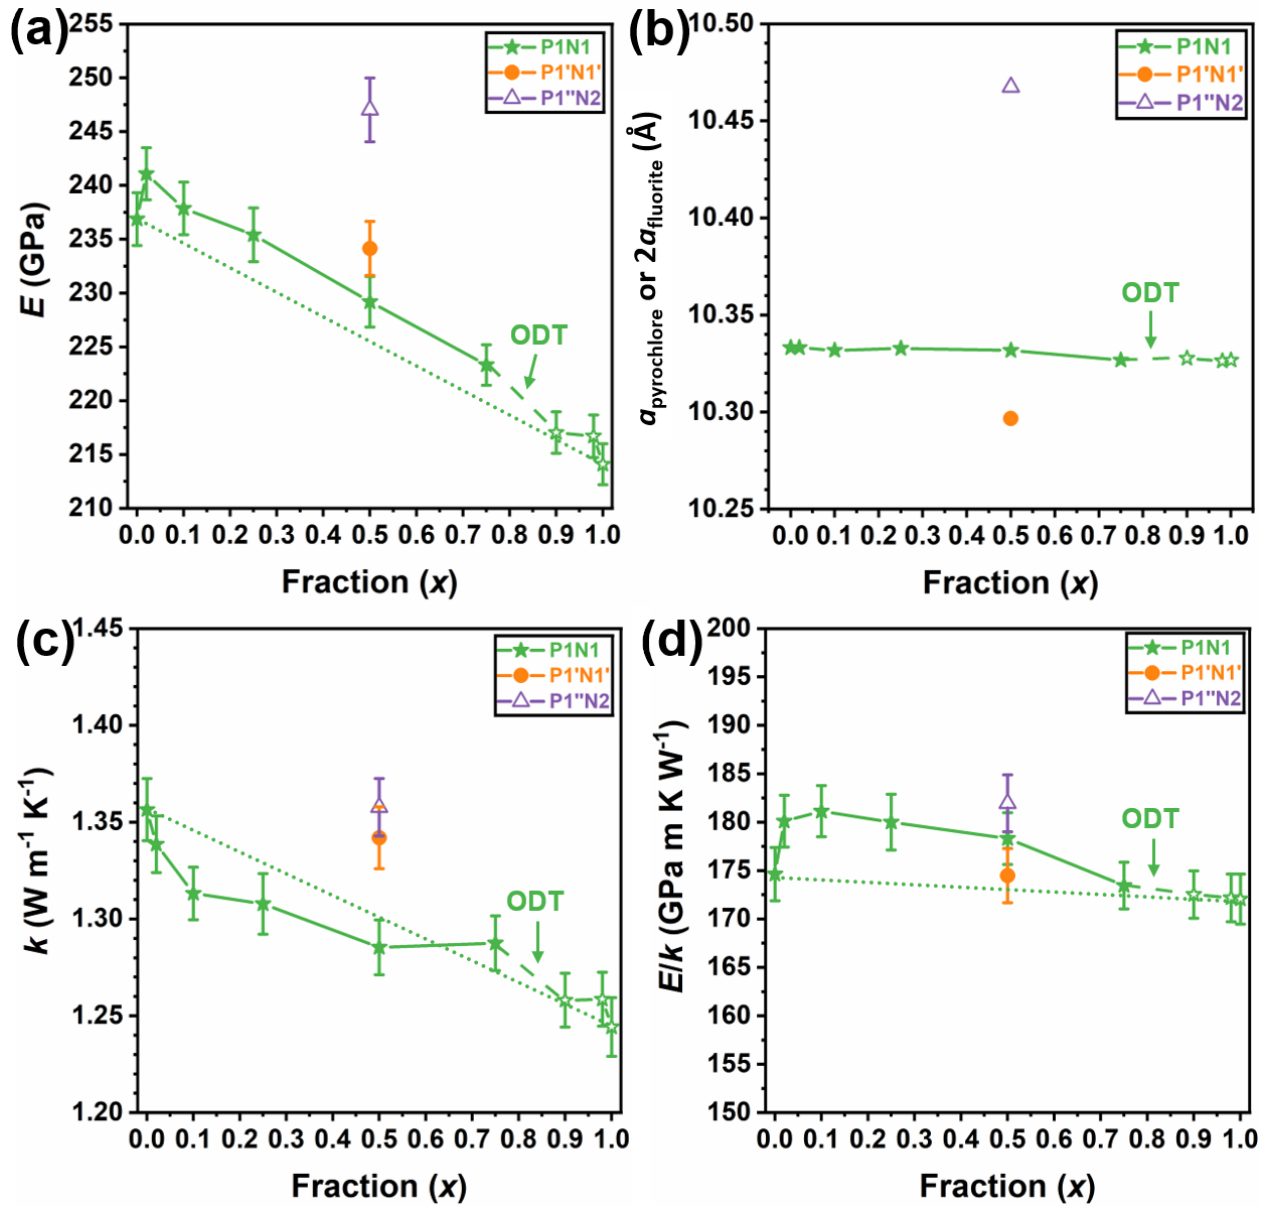 (a)
255
250
245
240
235
230
225
220
215
210
E (GPa)
P1N1
P1'N1'
P1''N2
ODT
0.0 0.1 0.2 0.3 0.4 0.5 0.6 0.7 0.8 0.9 1.0
Fraction (x)
(b)
10.50
10.45
10.40
10.35
10.30
10.25
apyrochlore or 2afluorite (Å)
P1N1
P1'N1'
P1''N2
ODT
0.0 0.1 0.2 0.3 0.4 0.5 0.6 0.7 0.8 0.9 1.0
Fraction (x)
(c)
1.45
1.40
1.35
1.30
1.25
1.20
k (W m-1 K-1)
P1N1
P1'N1'
P1''N2
ODT
0.0 0.1 0.2 0.3 0.4 0.5 0.6 0.7 0.8 0.9 1.0
Fraction (x)
(d)
200
195
190
185
180
175
170
165
160
155
150
E/k (GPa m K W-1)
P1N1
P1'N1'
P1''N2
ODT
0.0 0.1 0.2 0.3 0.4 0.5 0.6 0.7 0.8 0.9 1.0
Fraction (x)